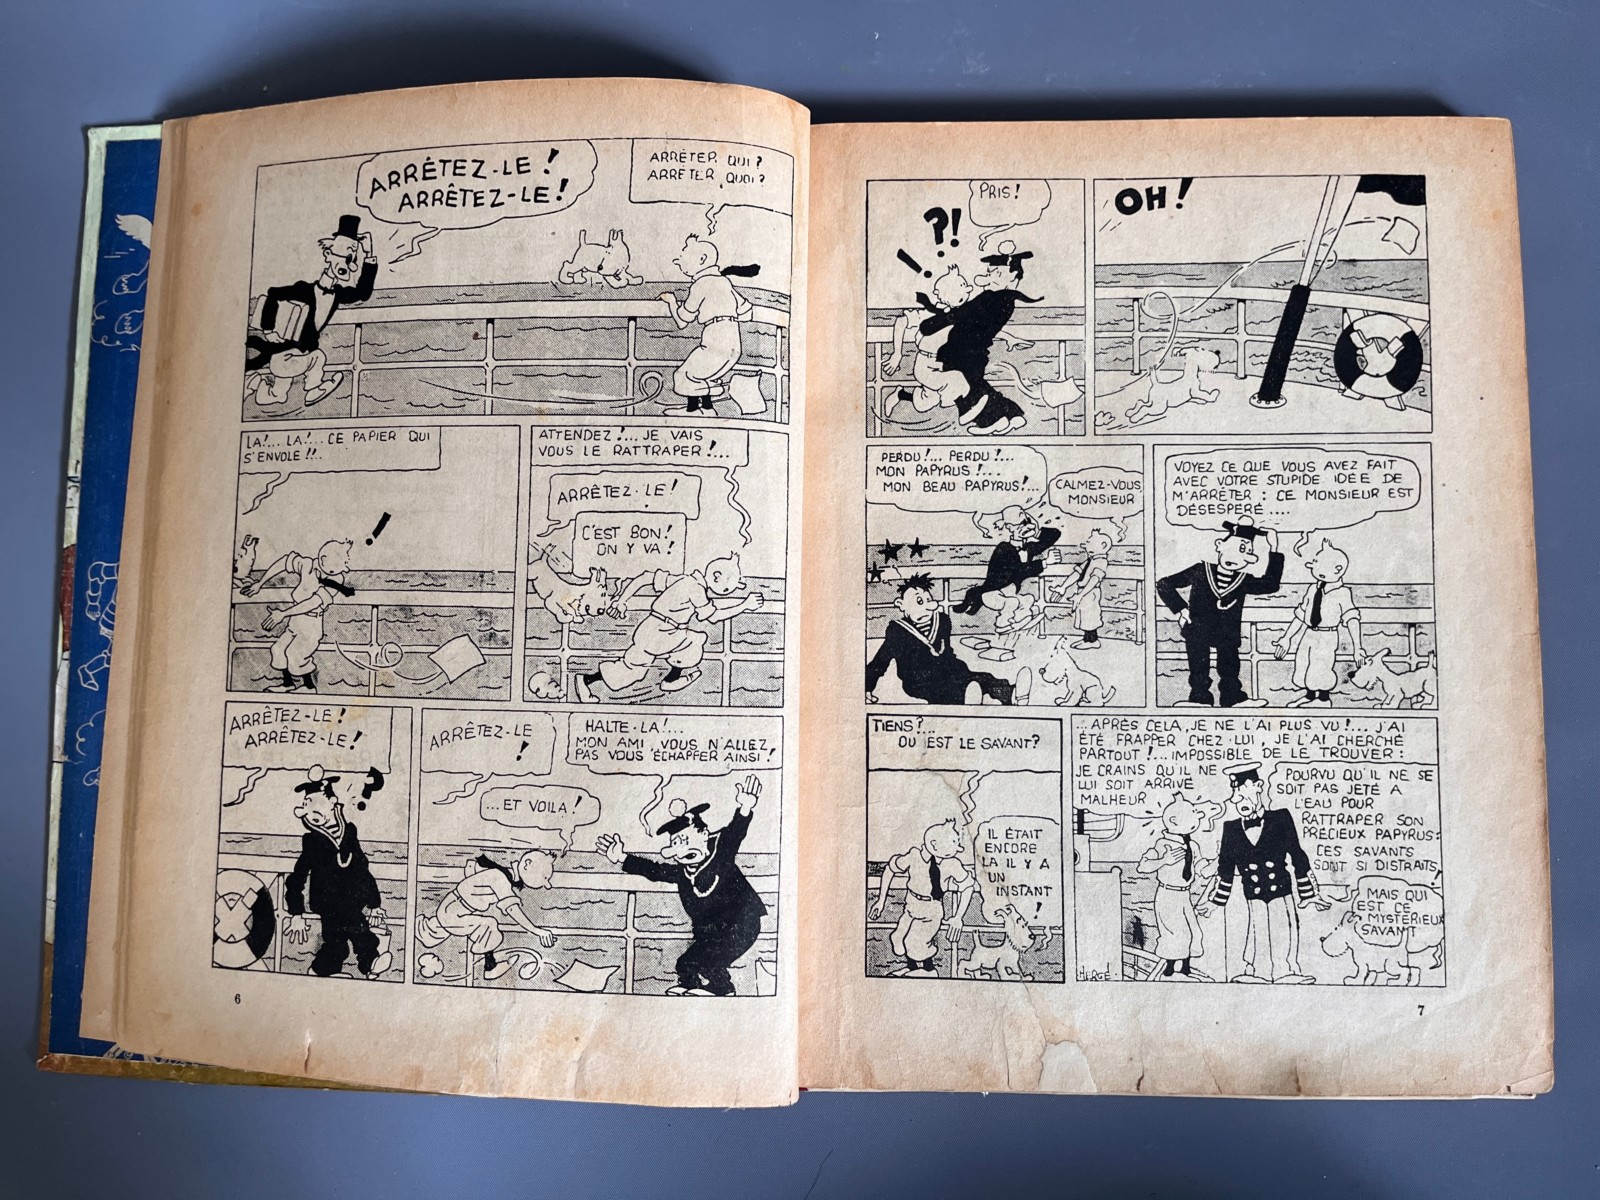 ARRÊTEZ-LE!
ARRÊTEZ-LE!
ARRÊTER QUI?
ARRÊTER QUOI?
LA!... LA!... CE PAPIER QUI
S'ENVOLE!!..
!
ATTENDEZ!... JE VAIS
VOUS LE RATTRAPER!...
ARRÊTEZ-LE!
C'EST BON!
ON Y VA!
ARRÊTEZ-LE!
ARRÊTEZ-LE!
?
ARRÊTEZ-LE
!
...ET VOILA!
HALTE-LA!...
MON AMI, VOUS N'ALLEZ
PAS VOUS ÉCHAPPER AINSI!
6
!..?!
PRIS!
OH!
PERDU!... PERDU!...
MON PAPYRUS!...
MON BEAU PAPYRUS!...
CALMEZ-VOUS
MONSIEUR
VOYEZ CE QUE VOUS AVEZ FAIT
AVEC VOTRE STUPIDE IDÉE DE
M'ARRÊTER: CE MONSIEUR EST
DÉSESPÉRÉ....
TIENS?...
OU EST LE SAVANT?
IL ÉTAIT
ENCORE
LA IL Y A
UN
INSTANT
!
...APRÈS CELA, JE NE L'AI PLUS VU!... J'AI
ÉTÉ FRAPPER CHEZ LUI, JE L'AI CHERCHÉ
PARTOUT!... IMPOSSIBLE DE LE TROUVER:
JE CRAINS QU'IL NE
LUI SOIT ARRIVÉ
MALHEUR
POURVU QU'IL NE SE
SOIT PAS JETÉ A
L'EAU POUR
RATTRAPER SON
PRÉCIEUX PAPYRUS:
CES SAVANTS
SONT SI DISTRAITS!
MAIS QUI
EST CE
MYSTÉRIEUX
SAVANT
HERGÉ.
7